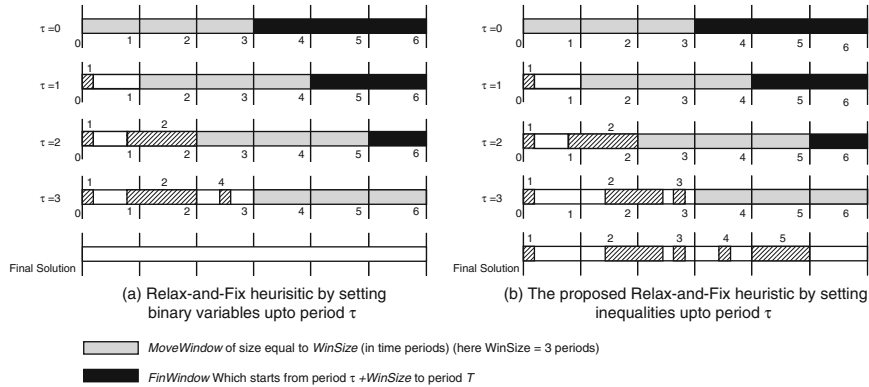 τ =0
0 1 2 3 4 5 6
1
τ =1
0 1 2 3 4 5 6
1 2
τ =2
0 1 2 3 4 5 6
1 2 4
τ =3
0 1 2 3 4 5 6
Final Solution
(a) Relax-and-Fix heurisitic by setting
binary variables upto period τ
τ =0
0 1 2 3 4 5 6
1
τ =1
0 1 2 3 4 5 6
1 2
τ =2
0 1 2 3 4 5 6
1 2 3
τ =3
0 1 2 3 4 5 6
1 2 3 4 5
Final Solution
(b) The proposed Relax-and-Fix heuristic by setting
inequalities upto period τ
MoveWindow of size equal to WinSize (in time periods) (here WinSize = 3 periods)
FinWindow Which starts from period τ +WinSize to period T